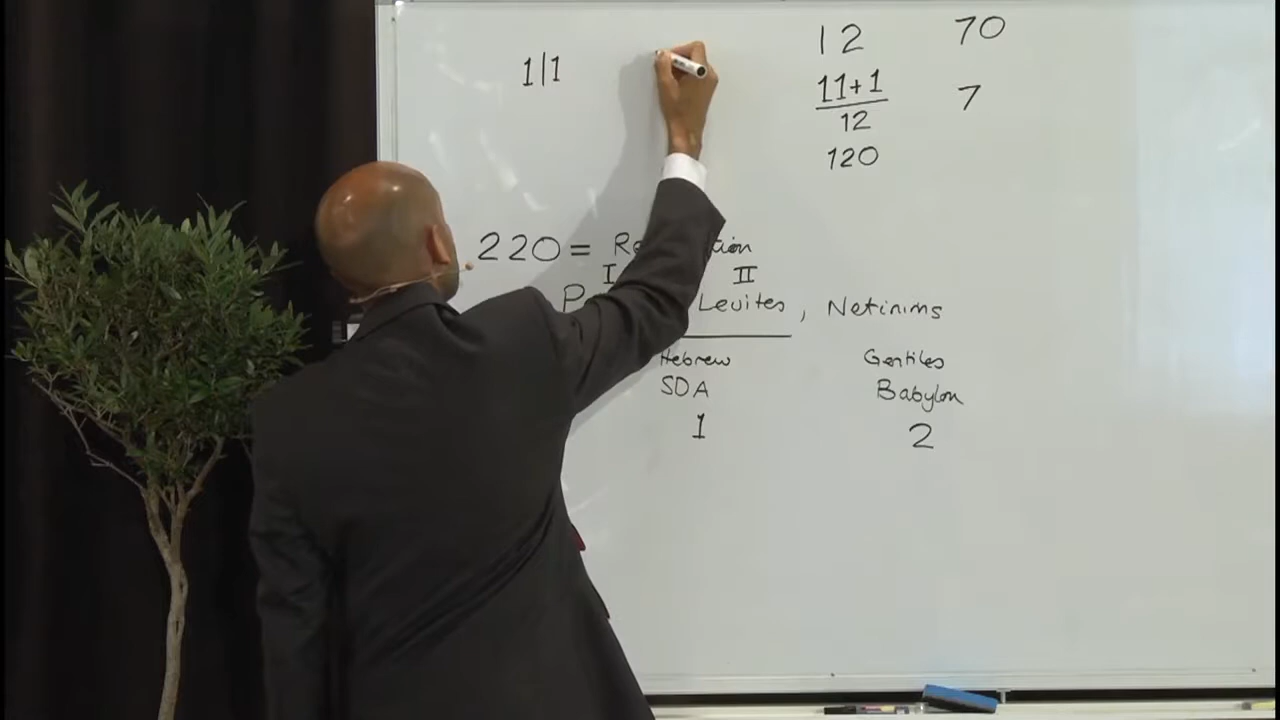 12 70
1|1
11+1 7
12
120
220 =
I II
Levites , Netinims
Hebrew Gentiles
SDA Babylon
1 2